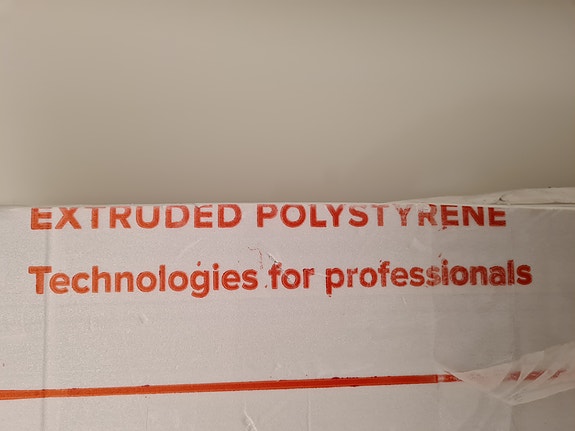 EXTRUDED POLYSTYRENE
Technologies for professionals